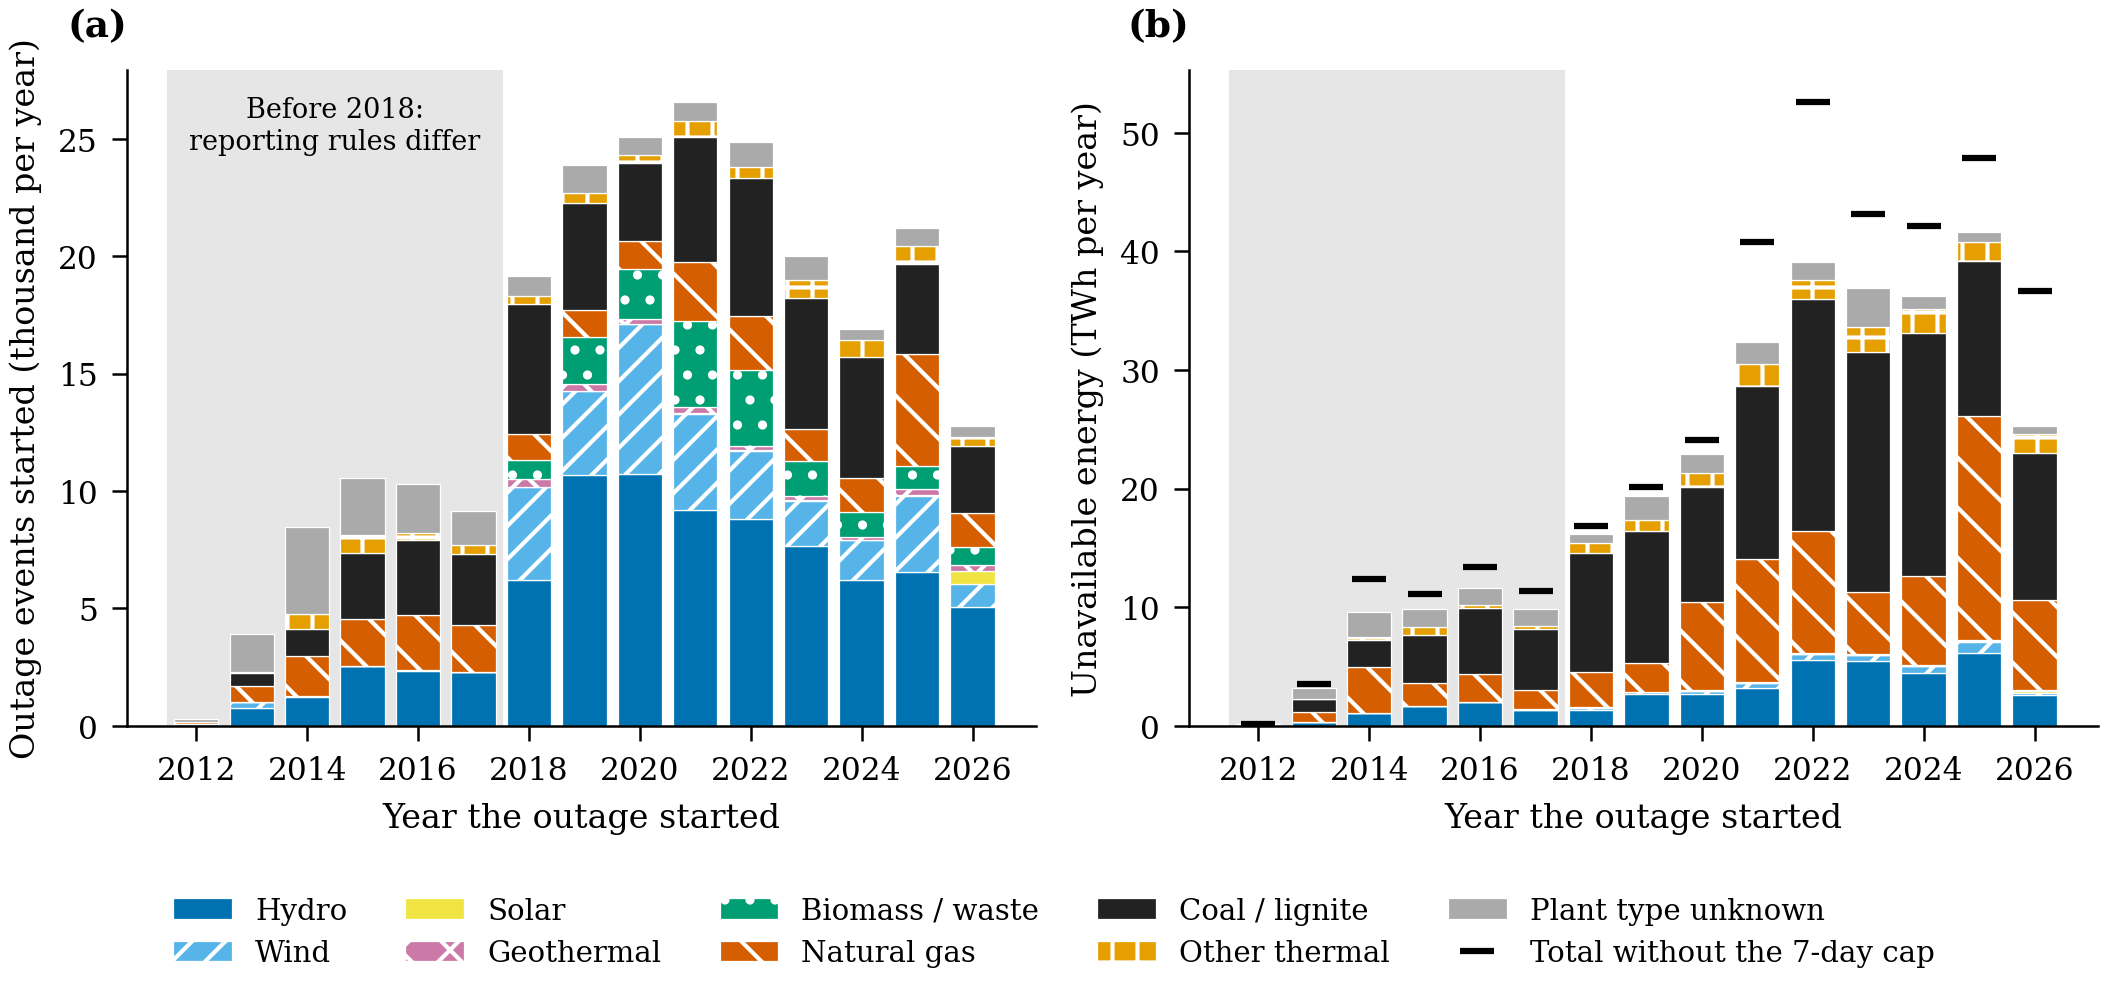 (a)
Outage events started (thousand per year)
25
20
15
10
5
0
Before 2018:
reporting rules differ
2012 2014 2016 2018 2020 2022 2024 2026
Year the outage started
(b)
Unavailable energy (TWh per year)
50
40
30
20
10
0
2012 2014 2016 2018 2020 2022 2024 2026
Year the outage started
Hydro Solar Biomass / waste Coal / lignite Plant type unknown
Wind Geothermal Natural gas Other thermal Total without the 7-day cap